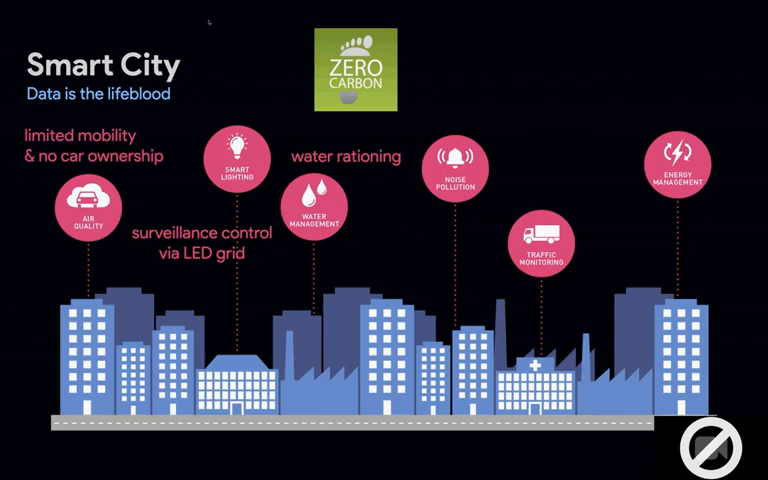 Smart City
Data is the lifeblood
ZERO
CARBON
limited mobility
& no car ownership
AIR
QUALITY
SMART
LIGHTING
surveillance control
via LED grid
water rationing
WATER
MANAGEMENT
NOISE
POLLUTION
TRAFFIC
MONITORING
ENERGY
MANAGEMENT